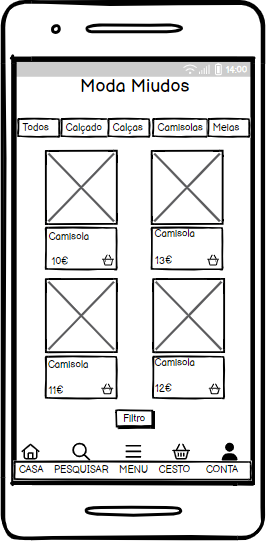 14:00
Moda Miudos
Todos Calçado Calças Camisolas Meias
Camisola Camisola
10€ 13€
Camisola Camisola
11€ 12€
Filtro
CASA PESQUISAR MENU CESTO CONTA